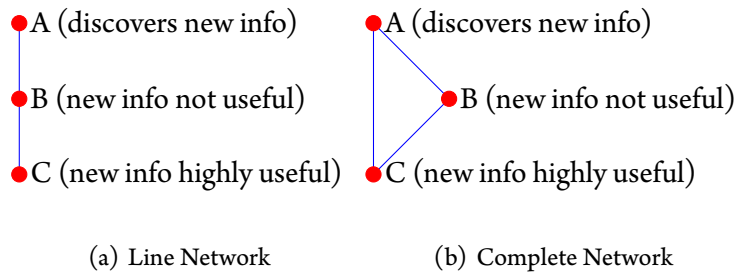 A (discovers new info)
B (new info not useful)
C (new info highly useful)
(a) Line Network
A (discovers new info)
B (new info not useful)
C (new info highly useful)
(b) Complete Network